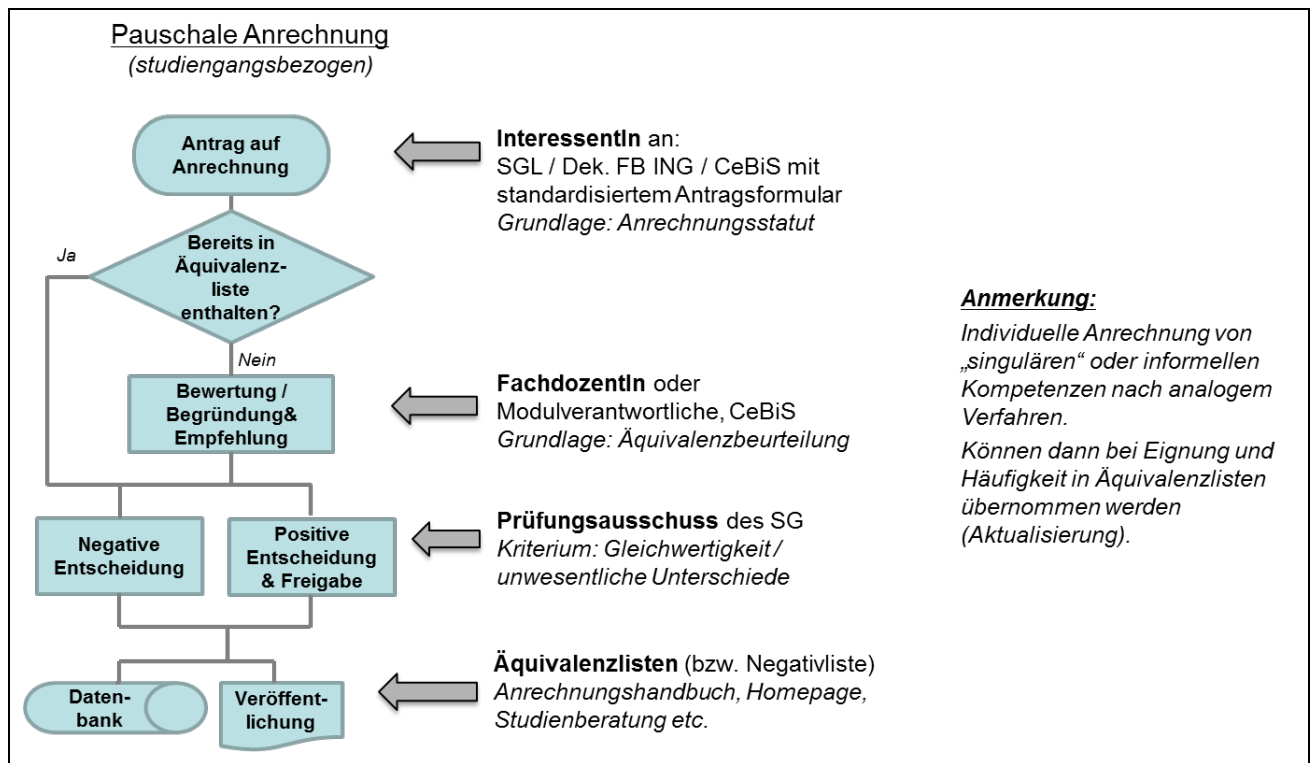 Pauschale Anrechnung
(studiengangsbezogen)
Antrag auf
Anrechnung
InteressentIn an:
SGL / Dek. FB ING / CeBiS mit
standardisiertem Antragsformular
Grundlage: Anrechnungsstatut
Ja
Bereits in
Äquivalenz-
liste
enthalten?
Nein
Bewertung /
Begründung&
Empfehlung
FachdozentIn oder
Modulverantwortliche, CeBiS
Grundlage: Äquivalenzbeurteilung
Negative
Entscheidung
Positive
Entscheidung
& Freigabe
Prüfungsausschuss des SG
Kriterium: Gleichwertigkeit /
unwesentliche Unterschiede
Daten-
bank
Veröffent-
lichung
Äquivalenzlisten (bzw. Negativliste)
Anrechnungshandbuch, Homepage,
Studienberatung etc.
Anmerkung:
Individuelle Anrechnung von
„singulären“ oder informellen
Kompetenzen nach analogem
Verfahren.
Können dann bei Eignung und
Häufigkeit in Äquivalenzlisten
übernommen werden
(Aktualisierung).